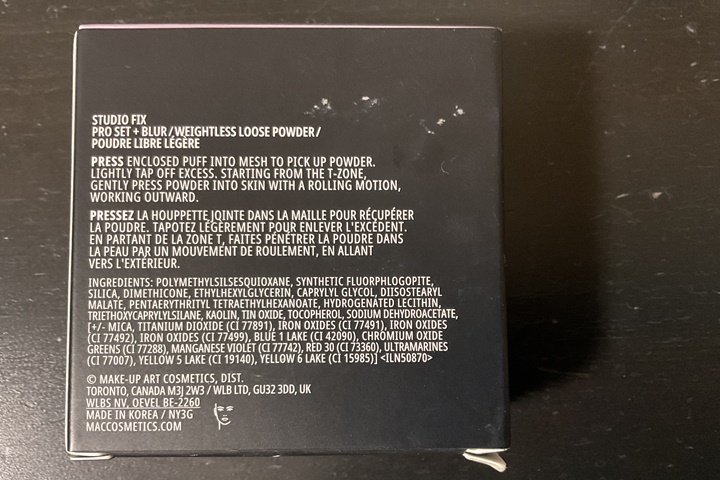 STUDIO FIX
PRO SET + BLUR / WEIGHTLESS LOOSE POWDER /
POUDRE LIBRE LÉGÈRE
PRESS ENCLOSED PUFF INTO MESH TO PICK UP POWDER.
LIGHTLY TAP OFF EXCESS. STARTING FROM THE T-ZONE,
GENTLY PRESS POWDER INTO SKIN WITH A ROLLING MOTION,
WORKING OUTWARD.
PRESSEZ LA HOUPPETTE JOINTE DANS LA MAILLE POUR RÉCUPÉRER
LA POUDRE. TAPOTEZ LÉGÈREMENT POUR ENLEVER L'EXCÉDENT.
EN PARTANT DE LA ZONE T, FAITES PÉNÉTRER LA POUDRE DANS
LA PEAU PAR UN MOUVEMENT DE ROULEMENT, EN ALLANT
VERS L'EXTÉRIEUR.
INGREDIENTS: POLYMETHYLSILSESQUIOXANE, SYNTHETIC FLUORPHLOGOPITE,
SILICA, DIMETHICONE, ETHYLHEXYLGLYCERIN, CAPRYLYL GLYCOL, DIISOSTEARYL
MALATE, PENTAERYTHRITYL TETRAETHYLHEXANOATE, HYDROGENATED LECITHIN,
TRIETHOXYCAPRYLYLSILANE, KAOLIN, TIN OXIDE, TOCOPHEROL, SODIUM DEHYDROACETATE,
[+/- MICA, TITANIUM DIOXIDE (CI 77891), IRON OXIDES (CI 77491), IRON OXIDES
(CI 77492), IRON OXIDES (CI 77499), BLUE 1 LAKE (CI 42090), CHROMIUM OXIDE
GREENS (CI 77288), MANGANESE VIOLET (CI 77742), RED 30 (CI 73360), ULTRAMARINES
(CI 77007), YELLOW 5 LAKE (CI 19140), YELLOW 6 LAKE (CI 15985)] <ILN50870>
© MAKE-UP ART COSMETICS, DIST.
TORONTO, CANADA M3J 2W3 / WLB LTD, GU32 3DD, UK
WLBS NV, OEVEL BE-2260
MADE IN KOREA / NY3G
MACCOSMETICS.COM